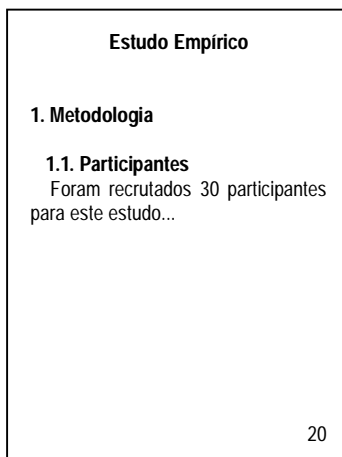 Estudo Empírico
1. Metodologia
1.1. Participantes
Foram recrutados 30 participantes
para este estudo...
20